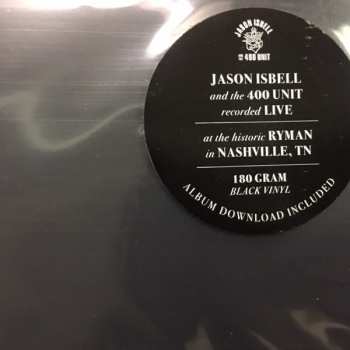 JASON ISBELL
AND THE 400 UNIT
JASON ISBELL
and the 400 UNIT
recorded LIVE
at the historic RYMAN
in NASHVILLE, TN
180 GRAM
BLACK VINYL
ALBUM DOWNLOAD INCLUDED